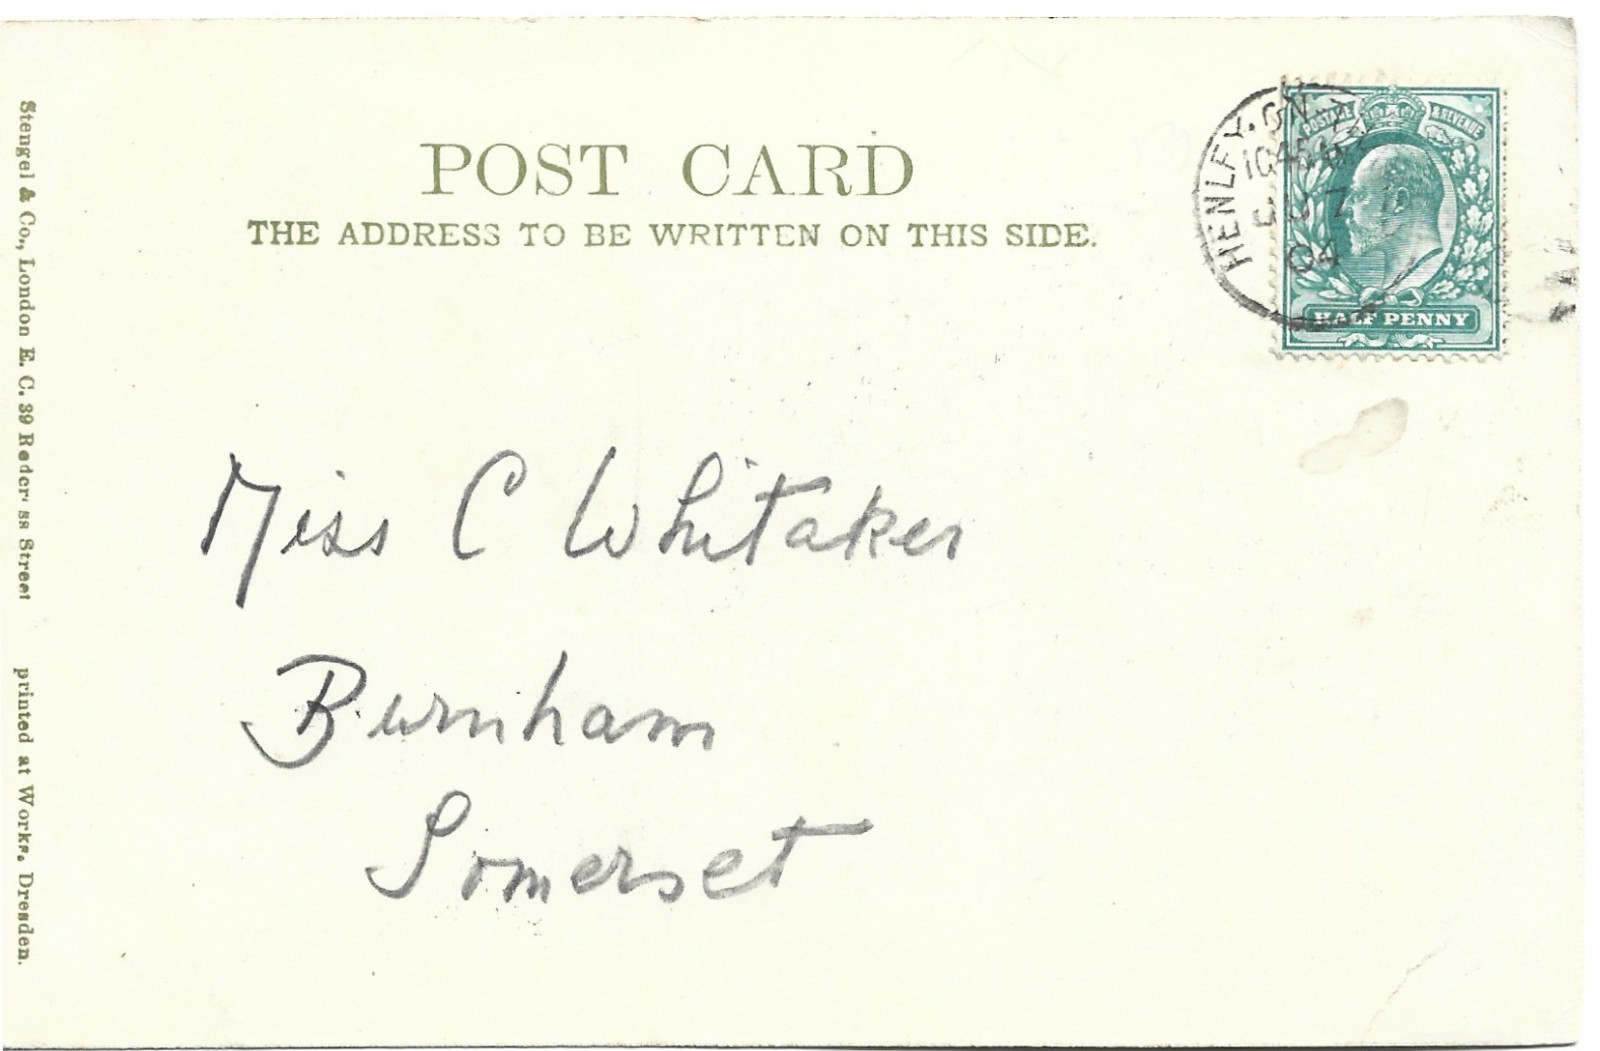 POST CARD
THE ADDRESS TO BE WRITTEN ON THIS SIDE.
HENLEY. ON.
1045
04
POSTAGE & REVENUE
HALF PENNY
Miss C Whitaker
Burnham
Somerset
Stengel & Co., London E. C. 39 Redcross Street printed at Works, Dresden.